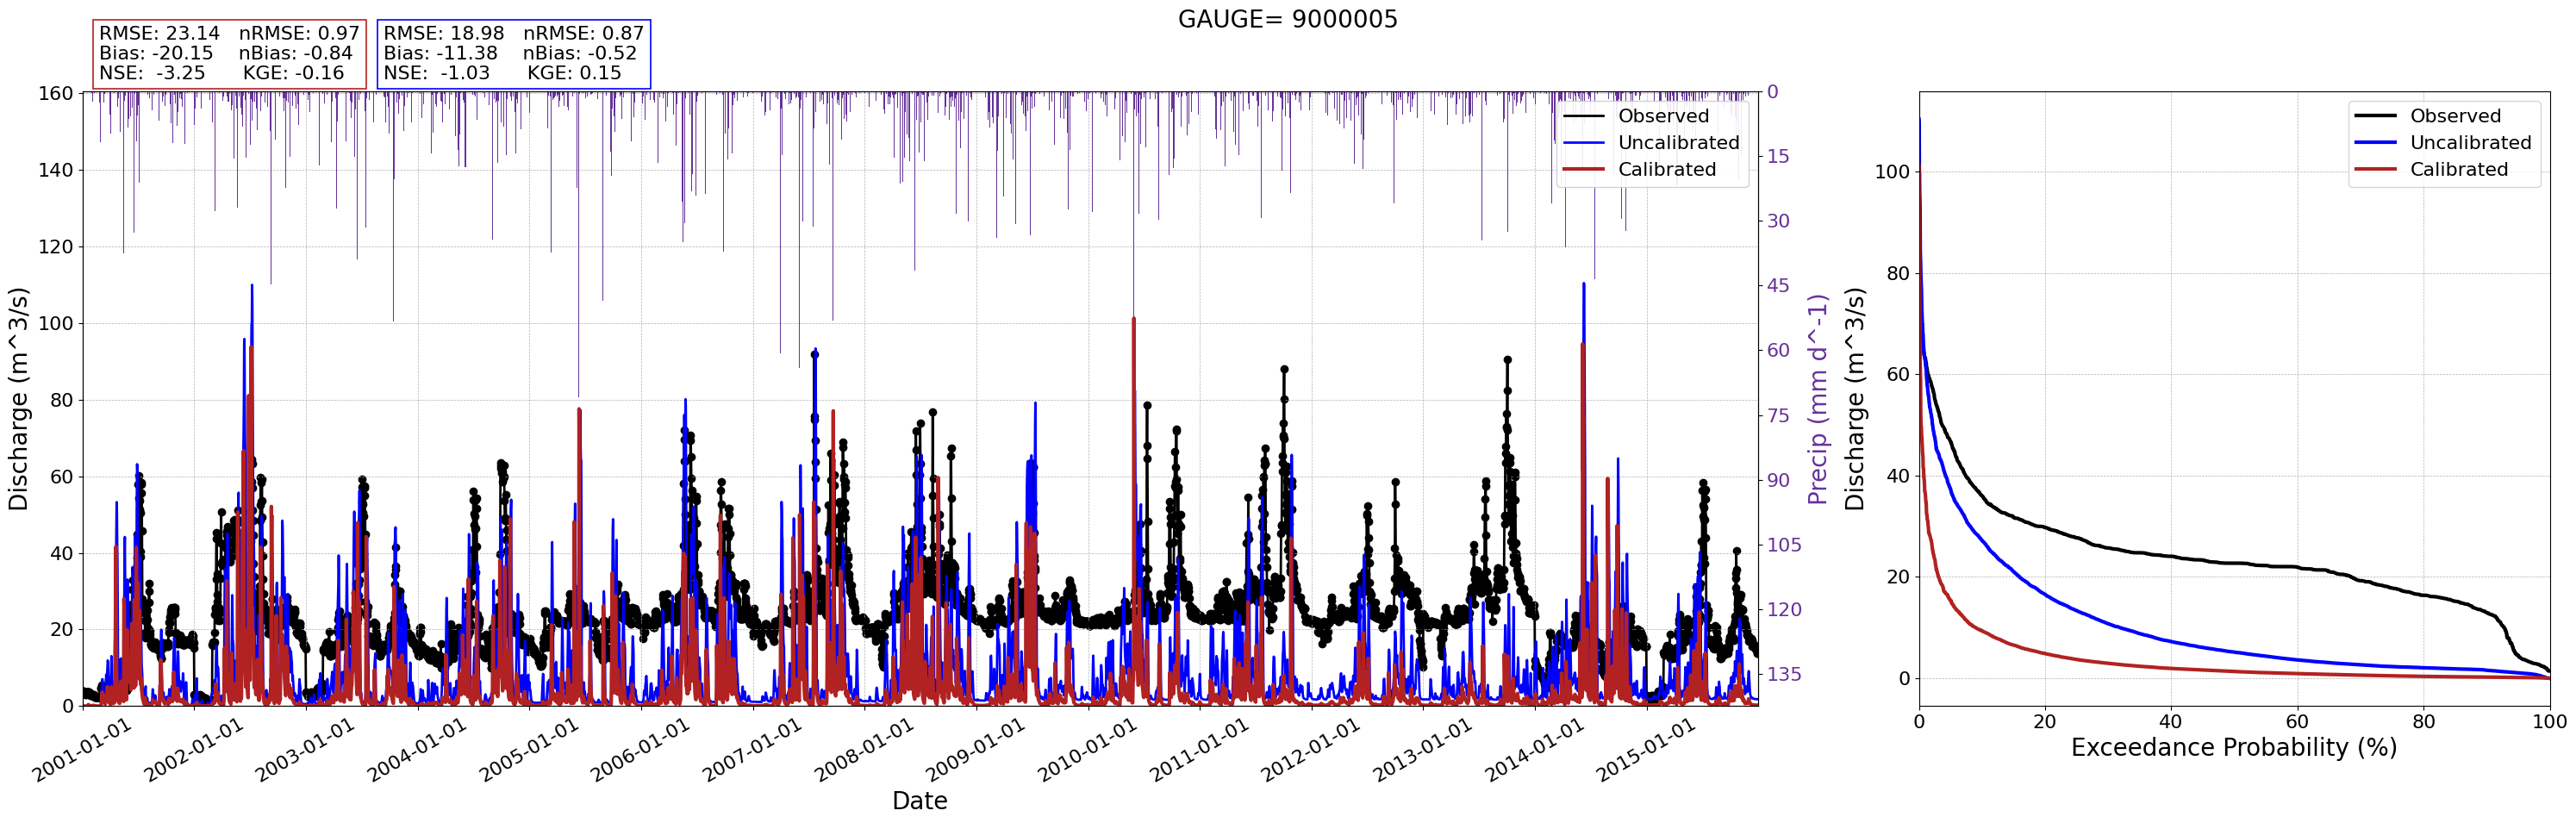 GAUGE= 9000005
RMSE: 23.14 nRMSE: 0.97
Bias: -20.15 nBias: -0.84
NSE: -3.25 KGE: -0.16
RMSE: 18.98 nRMSE: 0.87
Bias: -11.38 nBias: -0.52
NSE: -1.03 KGE: 0.15
Discharge (m^3/s)
160
140
120
100
80
60
40
20
0
Observed
Uncalibrated
Calibrated
0
15
30
45
60
75
90
105
120
135
Precip (mm d^-1)
2001-01-01
2002-01-01
2003-01-01
2004-01-01
2005-01-01
2006-01-01
2007-01-01
2008-01-01
2009-01-01
2010-01-01
2011-01-01
2012-01-01
2013-01-01
2014-01-01
2015-01-01
Date
Discharge (m^3/s)
100
80
60
40
20
0
Observed
Uncalibrated
Calibrated
0 20 40 60 80 100
Exceedance Probability (%)